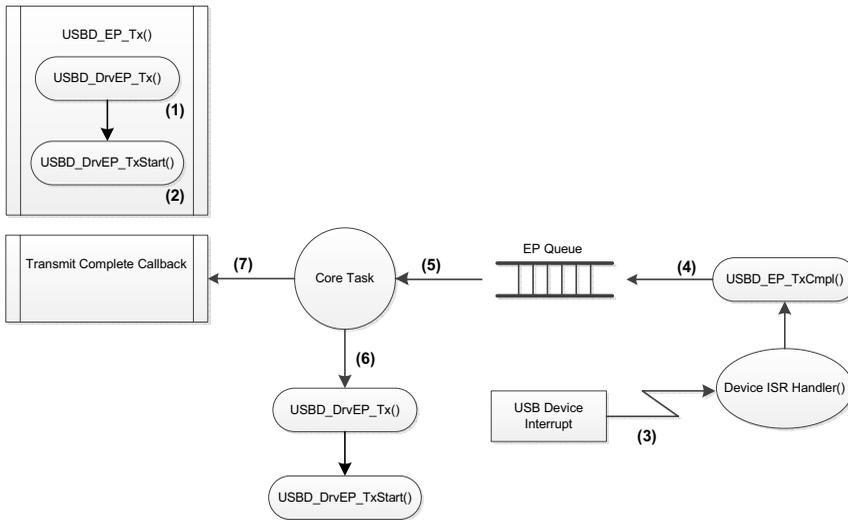 USBD_EP_Tx()
USBD_DrvEP_Tx()
(1)
USBD_DrvEP_TxStart()
(2)
Transmit Complete Callback
(7)
Core Task
(5)
EP Queue
(4)
USBD_EP_TxCmpl()
(6)
USBD_DrvEP_Tx()
USBD_DrvEP_TxStart()
USB Device
Interrupt
(3)
Device ISR Handler()